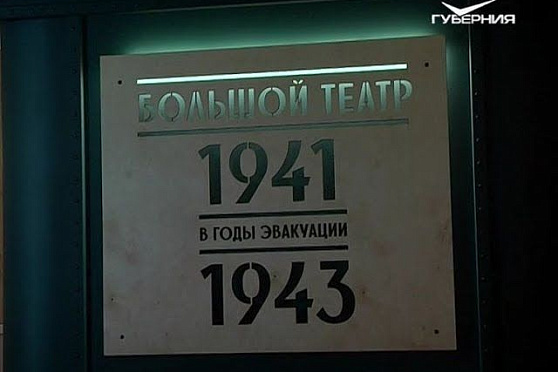 ГУБЕРНИЯ
БОЛЬШОЙ ТЕАТР
1941
В ГОДЫ ЭВАКУАЦИИ
1943